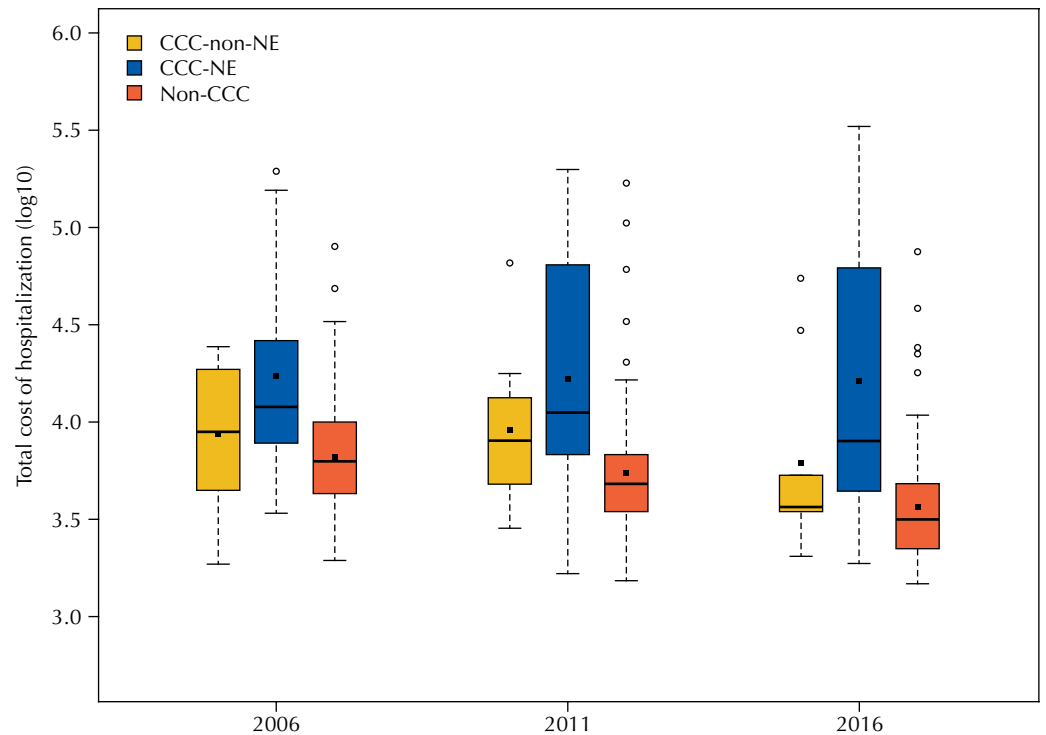 6.0
CCC-non-NE
CCC-NE
Non-CCC
5.5
5.0
4.5
4.0
3.5
3.0
Total cost of hospitalization (log10)
2006
2011
2016